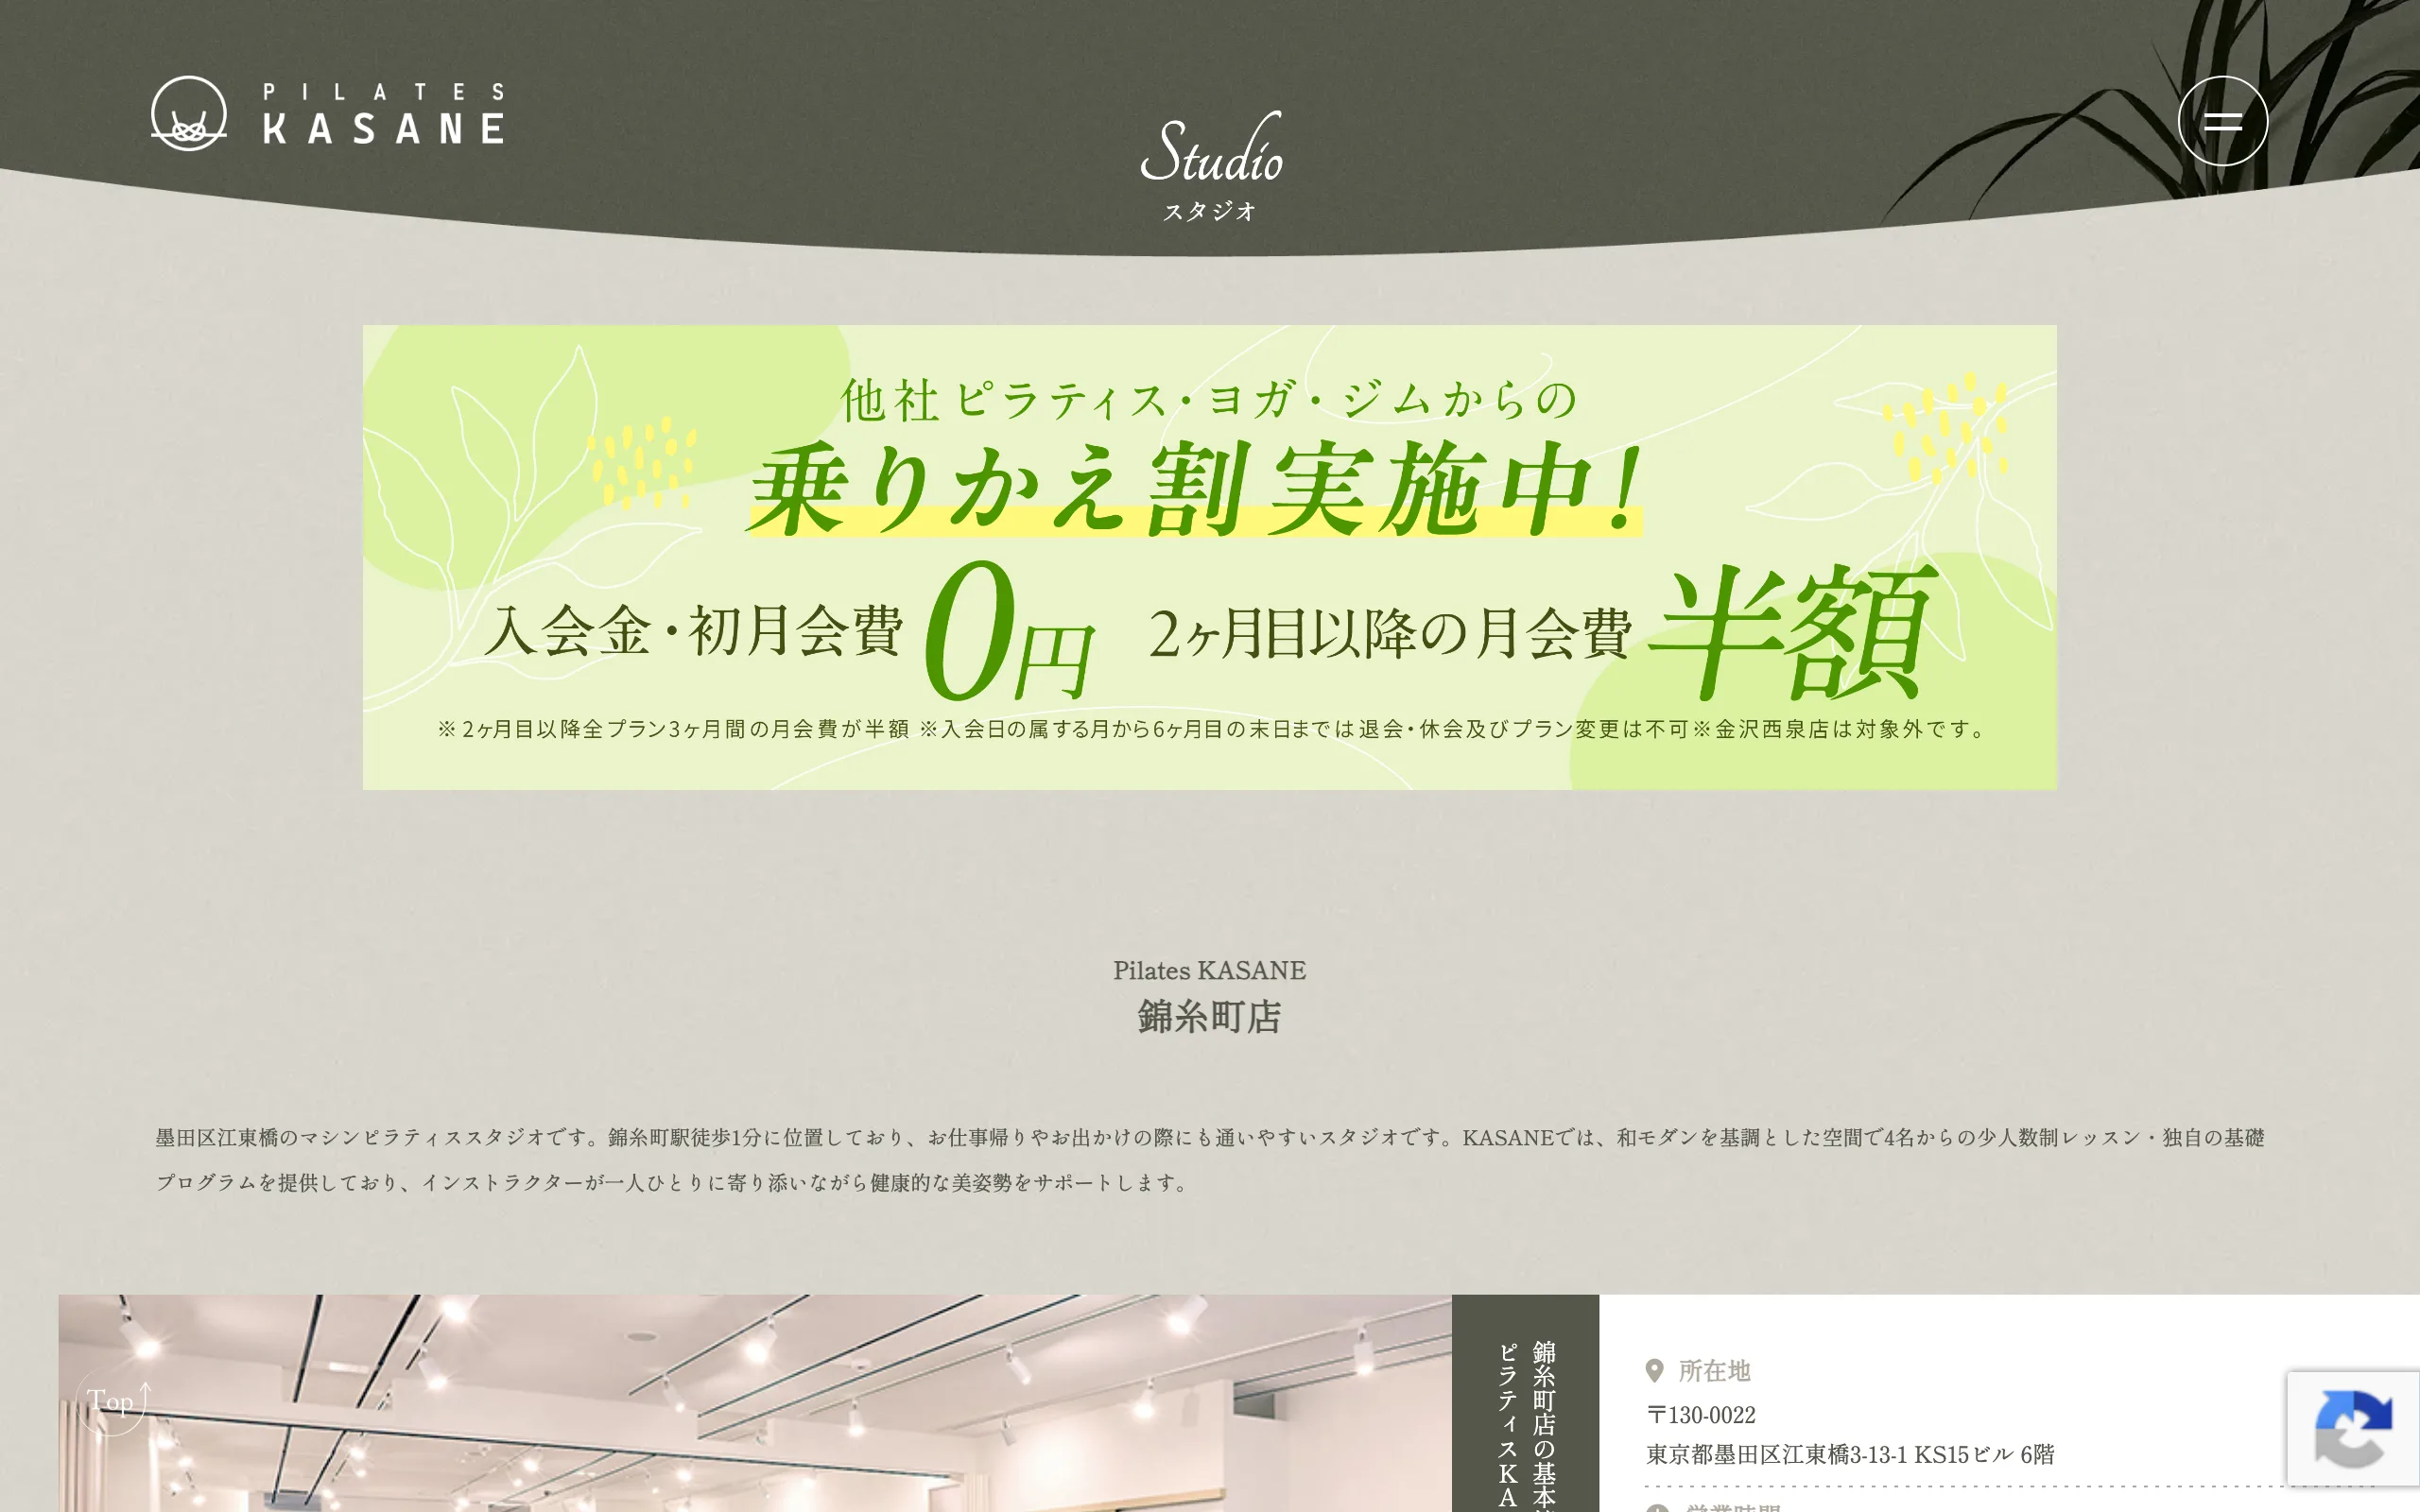 PILATES
KASANE
Studio
スタジオ
他社ピラティス・ヨガ・ジムからの
乗りかえ割実施中!
入会金・初月会費0円 2ヶ月目以降の月会費半額
※2ヶ月目以降全プラン3ヶ月間の月会費が半額 ※入会日の属する月から6ヶ月目の末日までは退会・休会及びプラン変更は不可※金沢西泉店は対象外です。
Pilates KASANE
錦糸町店
墨田区江東橋のマシンピラティススタジオです。錦糸町駅徒歩1分に位置しており、お仕事帰りやお出かけの際にも通いやすいスタジオです。KASANEでは、和モダンを基調とした空間で4名からの少人数制レッスン・独自の基礎
プログラムを提供しており、インストラクターが一人ひとりに寄り添いながら健康的な美姿勢をサポートします。
Top
錦糸町店の基本
ピラティスKA
所在地
〒130-0022
東京都墨田区江東橋3-13-1 KS15ビル 6階